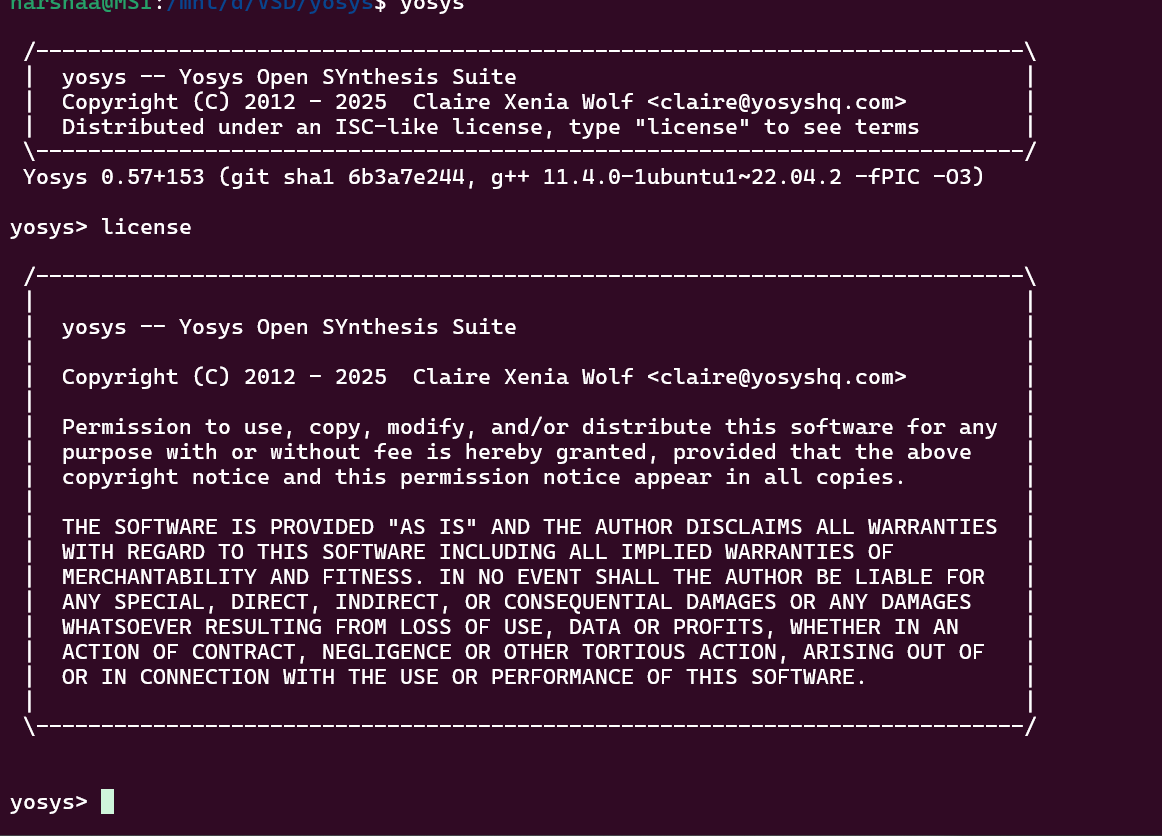 harshaa@MSI:/mnt/d/VSD/yosys$ yosys
/----------------------------------------------------------------------------\
|  yosys -- Yosys Open SYnthesis Suite                                       |
|  Copyright (C) 2012 - 2025  Claire Xenia Wolf <claire@yosyshq.com>         |
|  Distributed under an ISC-like license, type "license" to see terms        |
\----------------------------------------------------------------------------/
Yosys 0.57+153 (git sha1 6b3a7e244, g++ 11.4.0-1ubuntu1~22.04.2 -fPIC -O3)
yosys> license
/----------------------------------------------------------------------------\
|                                                                            |
|  yosys -- Yosys Open SYnthesis Suite                                       |
|                                                                            |
|  Copyright (C) 2012 - 2025  Claire Xenia Wolf <claire@yosyshq.com>         |
|                                                                            |
|  Permission to use, copy, modify, and/or distribute this software for any  |
|  purpose with or without fee is hereby granted, provided that the above    |
|  copyright notice and this permission notice appear in all copies.         |
|                                                                            |
|  THE SOFTWARE IS PROVIDED "AS IS" AND THE AUTHOR DISCLAIMS ALL WARRANTIES  |
|  WITH REGARD TO THIS SOFTWARE INCLUDING ALL IMPLIED WARRANTIES OF          |
|  MERCHANTABILITY AND FITNESS. IN NO EVENT SHALL THE AUTHOR BE LIABLE FOR   |
|  ANY SPECIAL, DIRECT, INDIRECT, OR CONSEQUENTIAL DAMAGES OR ANY DAMAGES    |
|  WHATSOEVER RESULTING FROM LOSS OF USE, DATA OR PROFITS, WHETHER IN AN     |
|  ACTION OF CONTRACT, NEGLIGENCE OR OTHER TORTIOUS ACTION, ARISING OUT OF   |
|  OR IN CONNECTION WITH THE USE OR PERFORMANCE OF THIS SOFTWARE.            |
|                                                                            |
\----------------------------------------------------------------------------/
yosys>